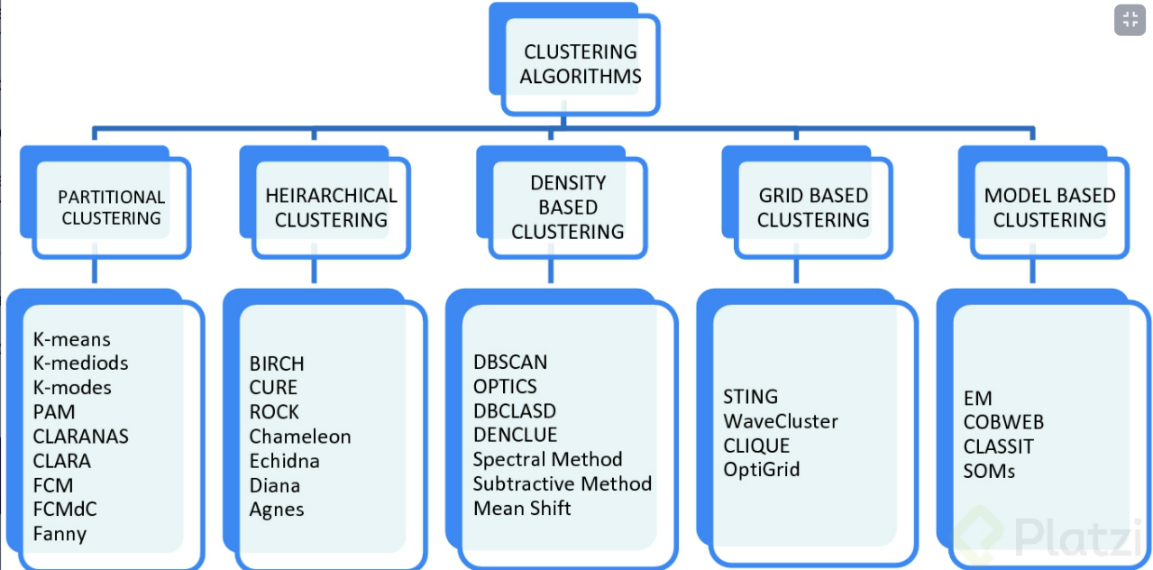 CLUSTERING
ALGORITHMS
PARTITIONAL
CLUSTERING
HEIRARCHICAL
CLUSTERING
DENSITY
BASED
CLUSTERING
GRID BASED
CLUSTERING
MODEL BASED
CLUSTERING
K-means
K-mediods
K-modes
PAM
CLARANAS
CLARA
FCM
FCMdC
Fanny
BIRCH
CURE
ROCK
Chameleon
Echidna
Diana
Agnes
DBSCAN
OPTICS
DBCLASD
DENCLUE
Spectral Method
Subtractive Method
Mean Shift
STING
WaveCluster
CLIQUE
OptiGrid
EM
COBWEB
CLASSIT
SOMs
Platzi